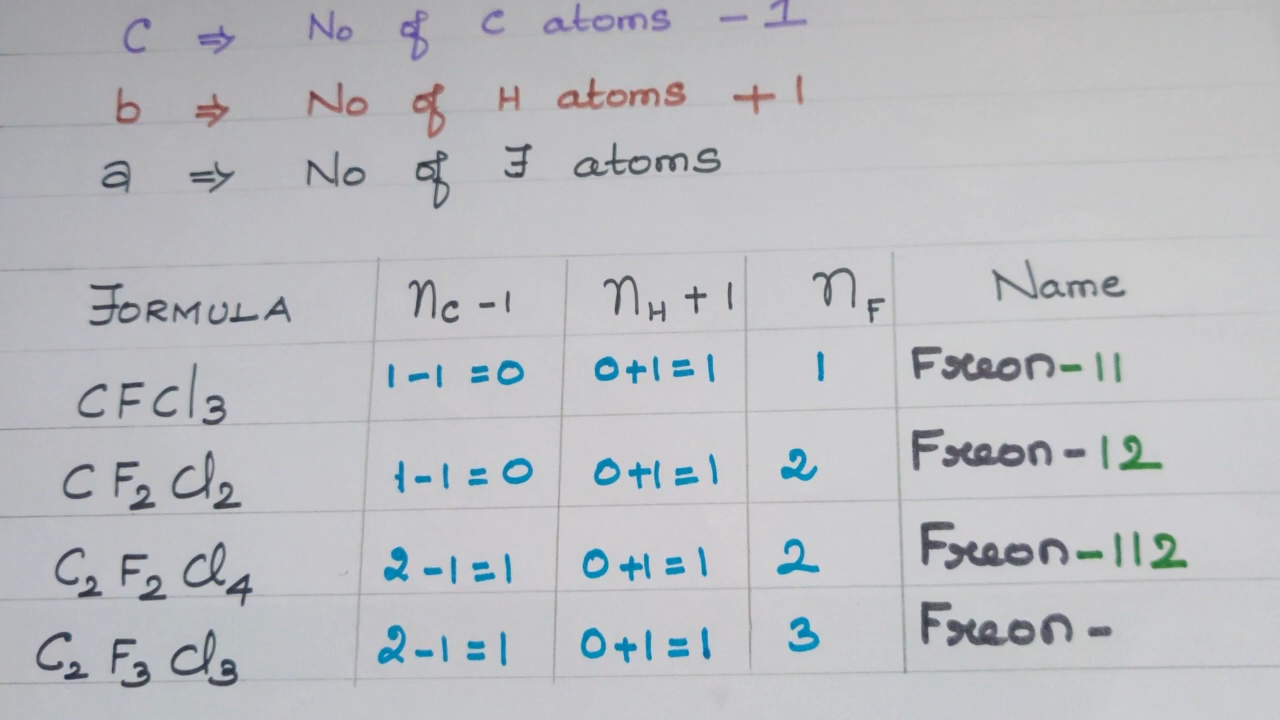 C ⇒ No of C atoms - 1
b ⇒ No of H atoms + 1
a ⇒ No of F atoms
FORMULA nC -1 nH + 1 nF Name
CFCl3 1-1 = 0 0+1=1 1 Freon-11
CF2Cl2 1-1=0 0+1=1 2 Freon-12
C2F2Cl4 2-1=1 0+1=1 2 Freon-112
C2F3Cl3 2-1=1 0+1=1 3 Freon-